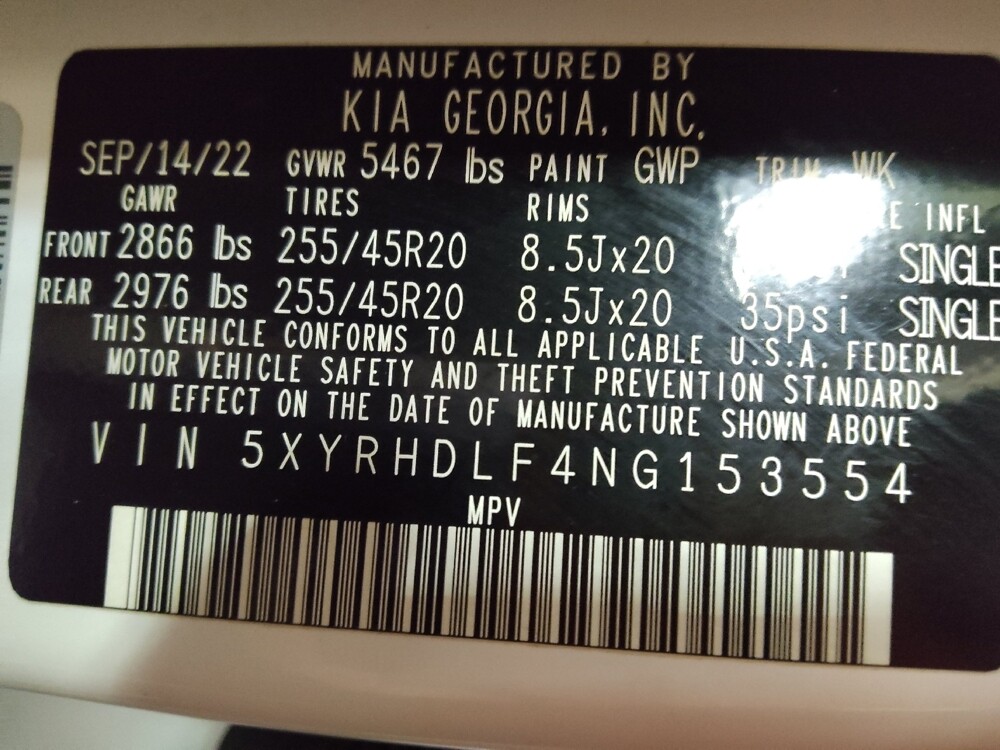 MANUFACTURED BY
KIA GEORGIA, INC.
SEP/14/22 GVWR 5467 lbs PAINT GWP TRIM WK
GAWR TIRES RIMS INFL
FRONT 2866 lbs 255/45R20 8.5Jx20 SINGLE
REAR 2976 lbs 255/45R20 8.5Jx20 35psi SINGLE
THIS VEHICLE CONFORMS TO ALL APPLICABLE U.S.A. FEDERAL
MOTOR VEHICLE SAFETY AND THEFT PREVENTION STANDARDS
IN EFFECT ON THE DATE OF MANUFACTURE SHOWN ABOVE
VIN 5XYRHDLF4NG153554
MPV